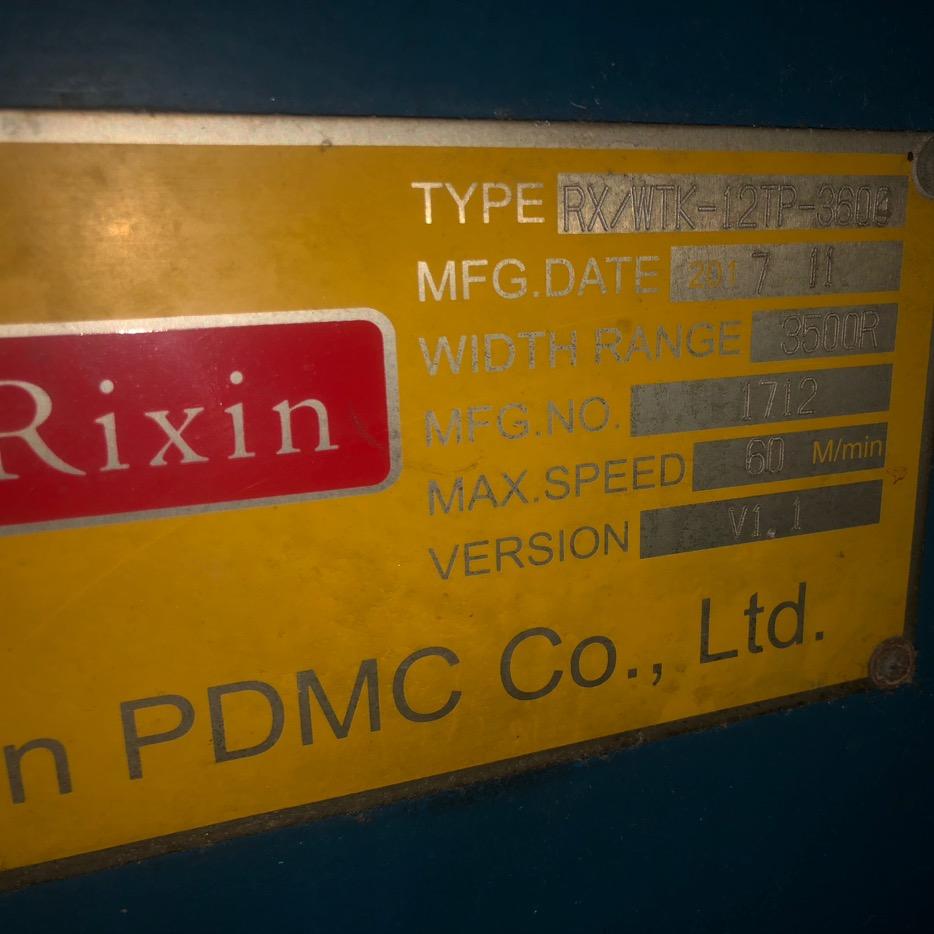 TYPE RX/WTK-12TP-3600
MFG.DATE 2017 11
WIDTH RANGE 3500R
MFG.NO. 1712
MAX.SPEED 60 M/min
VERSION V1.1
Rixin
n PDMC Co., Ltd.